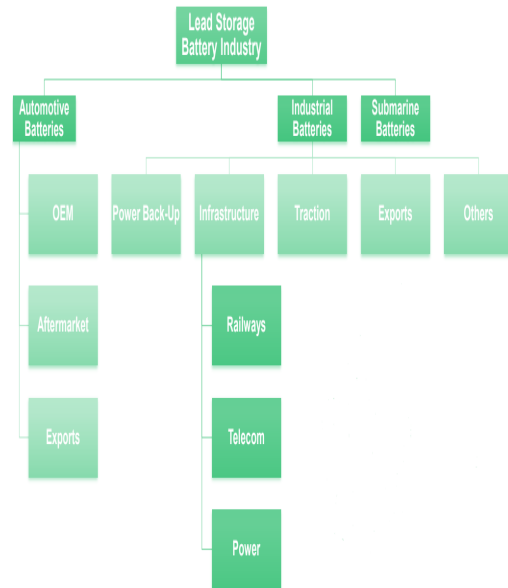 Lead Storage
Battery Industry
Automotive
Batteries
Industrial
Batteries
Submarine
Batteries
OEM
Power Back-Up
Infrastructure
Traction
Exports
Others
Aftermarket
Railways
Exports
Telecom
Power